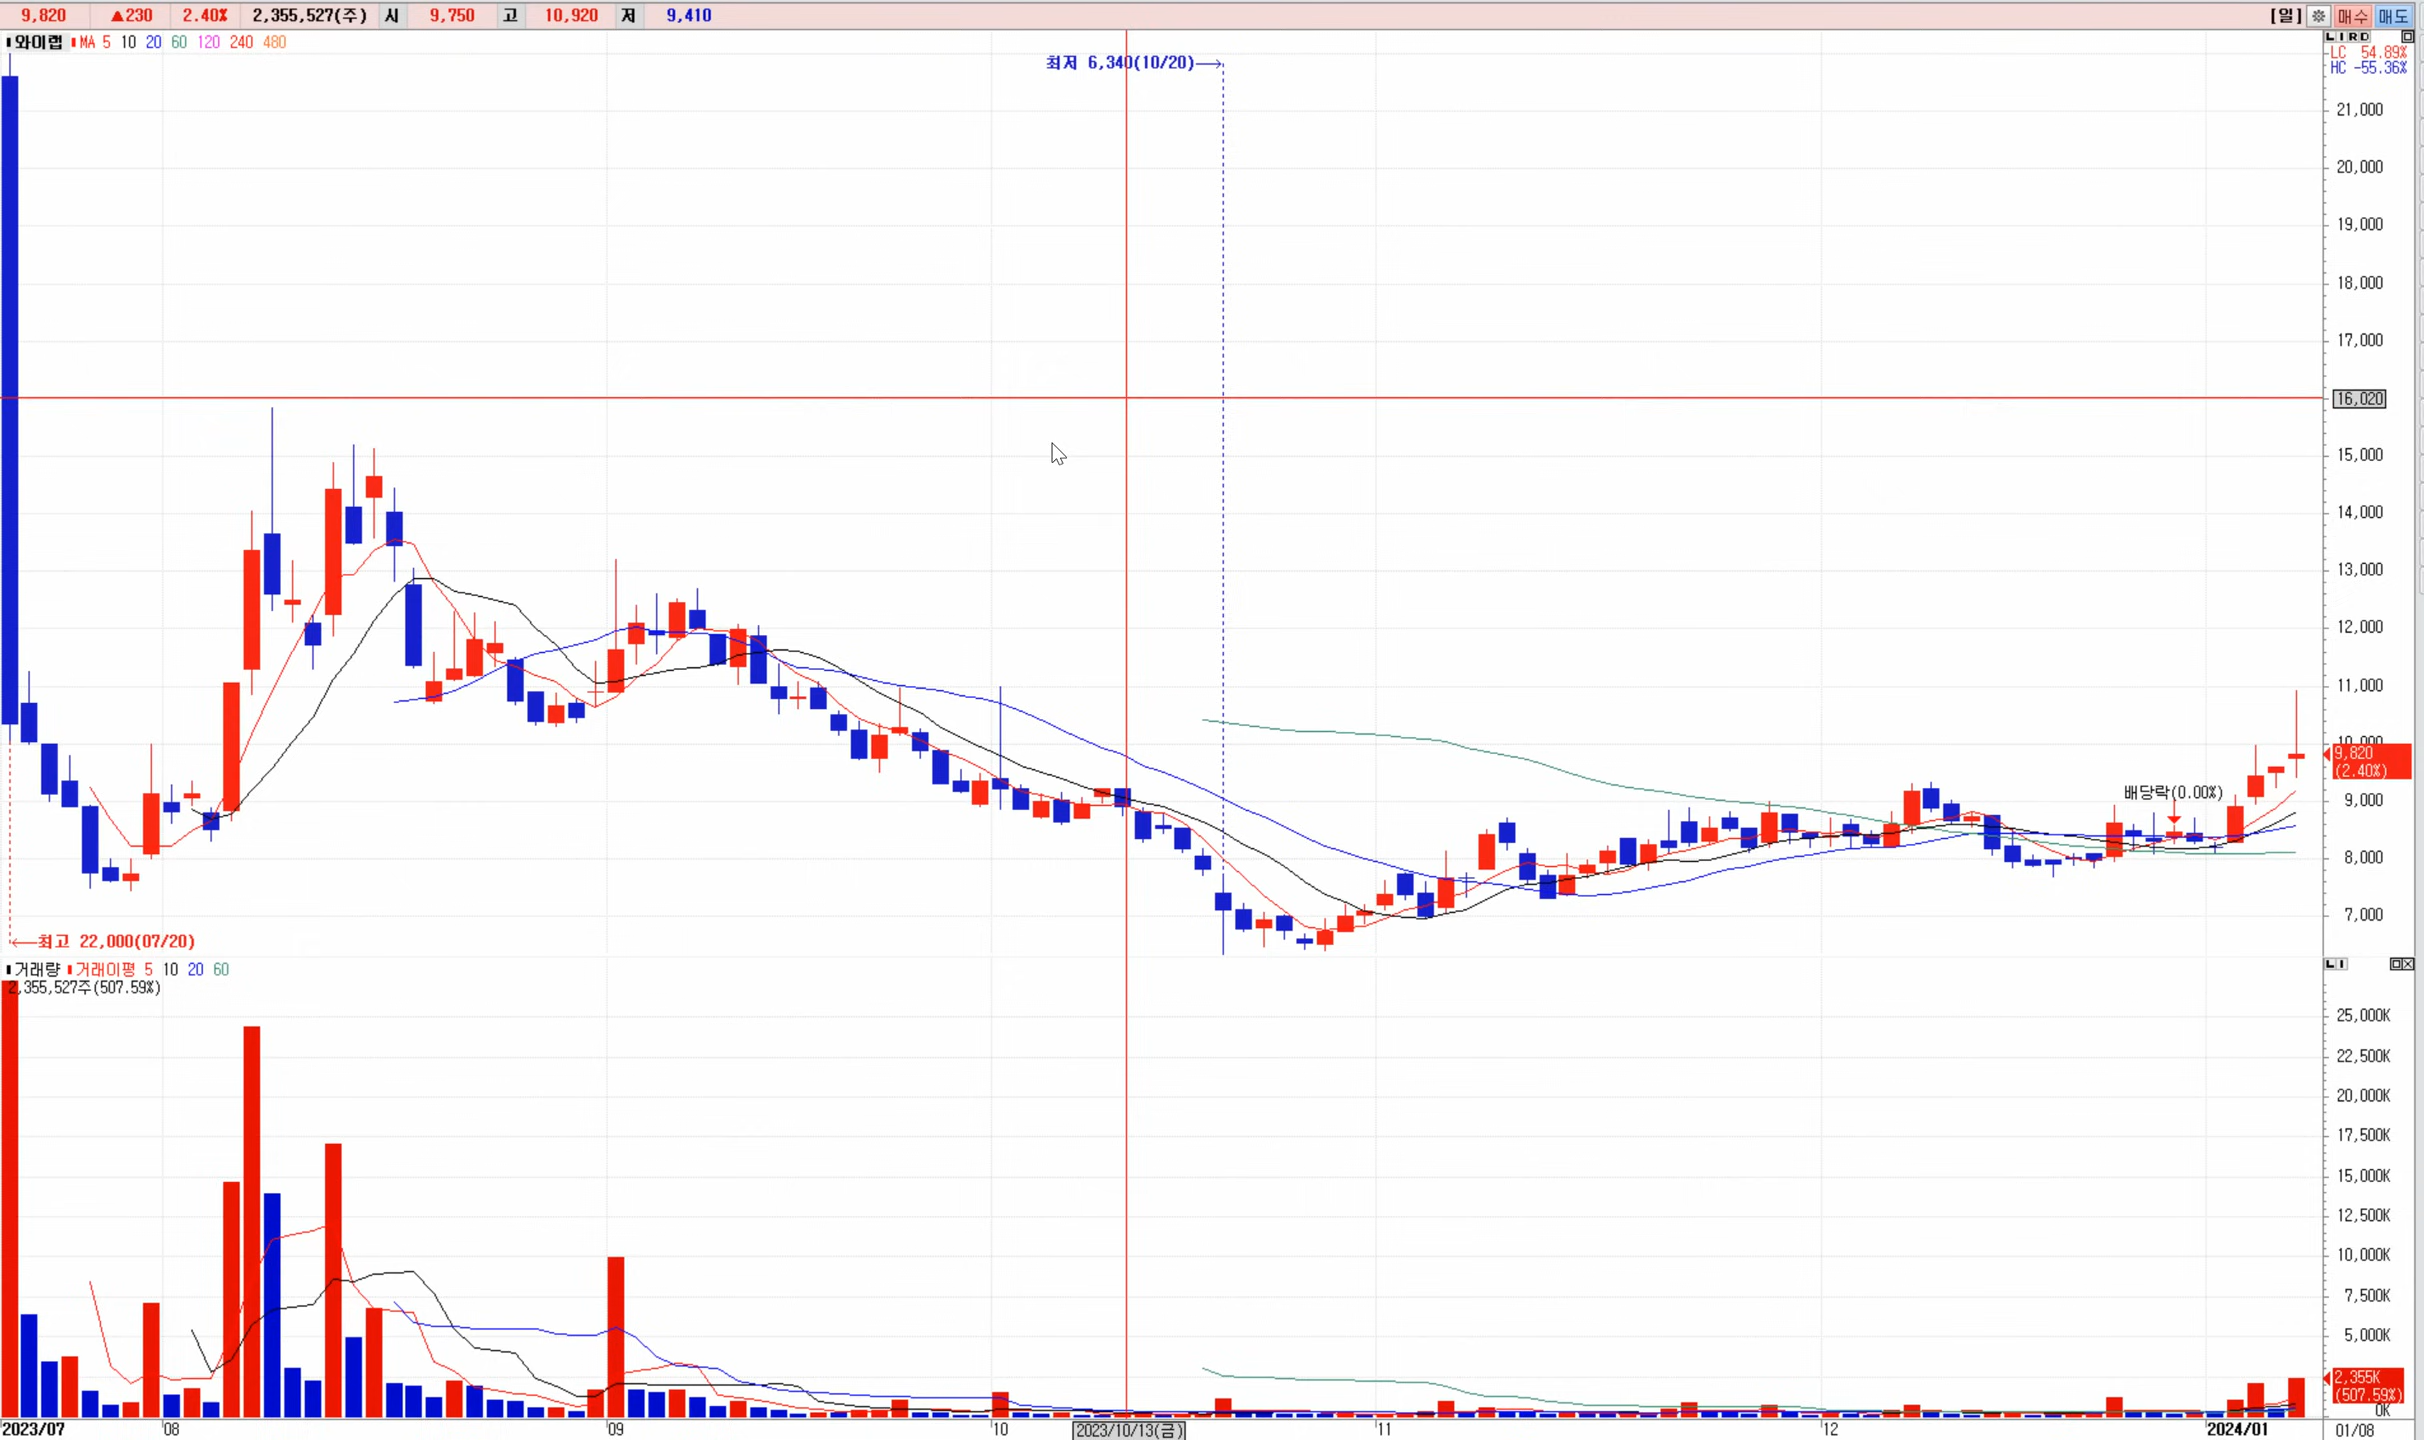 9,820 ▲230 2.40% 2,355,527(주) 시 9,750 고 10,920 저 9,410 [일] 매수 매도
와이랩 MA 5 10 20 60 120 240 480
L I R D
LC 54.89%
최저 6,340(10/20)
HC -55.36%
21,000
20,000
19,000
18,000
17,000
16,020
15,000
14,000
13,000
12,000
11,000
10,000
9,820
(2.40%)
배당락(0.00%)
9,000
8,000
7,000
최고 22,000(07/20)
거래량 거래이평 5 10 20 60
L I
2,355,527주(507.59%)
25,000K
22,500K
20,000K
17,500K
15,000K
12,500K
10,000K
7,500K
5,000K
2,355K
(507.59%)
0K
2023/07 08 09 10 2023/10/13(금) 11 12 2024/01 01/08